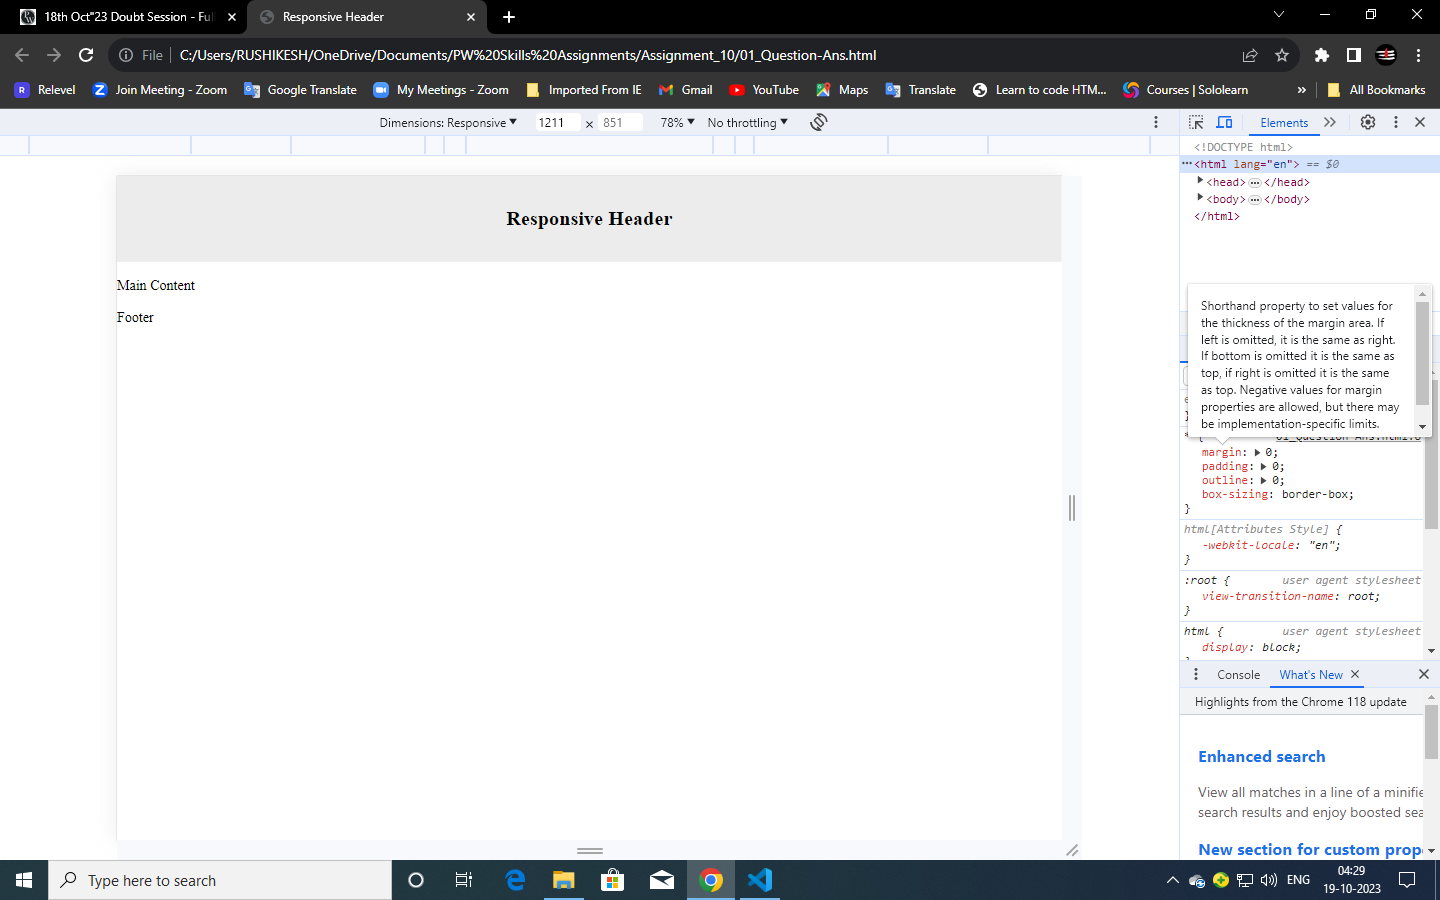 18th Oct"23 Doubt Session - Ful
Responsive Header
File
C:/Users/RUSHIKESH/OneDrive/Documents/PW%20Skills%20Assignments/Assignment_10/01_Question-Ans.html
Relevel
Join Meeting - Zoom
Google Translate
My Meetings - Zoom
Imported From IE
Gmail
YouTube
Maps
Translate
Learn to code HTM...
Courses | Sololearn
»
All Bookmarks
Dimensions: Responsive
1211 x 851
78%
No throttling
Elements
<!DOCTYPE html>
<html lang="en"> == $0
<head> </head>
<body> </body>
</html>
Responsive Header
Main Content
Footer
Shorthand property to set values for
the thickness of the margin area. If
left is omitted, it is the same as right.
If bottom is omitted it is the same as
top, if right is omitted it is the same
as top. Negative values for margin
properties are allowed, but there may
be implementation-specific limits.
* {
margin: 0;
padding: 0;
outline: 0;
box-sizing: border-box;
}
html[Attributes Style] {
-webkit-locale: "en";
}
:root { user agent stylesheet
view-transition-name: root;
}
html { user agent stylesheet
display: block;
Console
What's New
Highlights from the Chrome 118 update
Enhanced search
View all matches in a line of a minifie
search results and enjoy boosted sea
New section for custom prope
Type here to search
ENG
04:29
19-10-2023